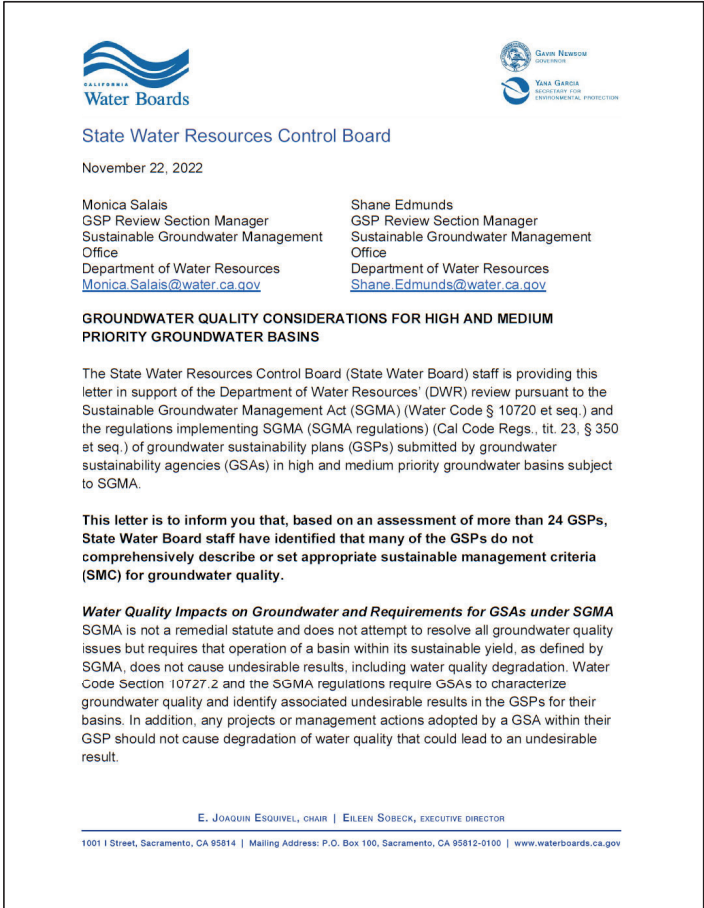 CALIFORNIA
Water Boards
GAVIN NEWSOM
GOVERNOR
YANA GARCIA
SECRETARY FOR
ENVIRONMENTAL PROTECTION
State Water Resources Control Board
November 22, 2022
Monica Salais
GSP Review Section Manager
Sustainable Groundwater Management
Office
Department of Water Resources
Monica.Salais@water.ca.gov
Shane Edmunds
GSP Review Section Manager
Sustainable Groundwater Management
Office
Department of Water Resources
Shane.Edmunds@water.ca.gov
GROUNDWATER QUALITY CONSIDERATIONS FOR HIGH AND MEDIUM
PRIORITY GROUNDWATER BASINS
The State Water Resources Control Board (State Water Board) staff is providing this
letter in support of the Department of Water Resources' (DWR) review pursuant to the
Sustainable Groundwater Management Act (SGMA) (Water Code § 10720 et seq.) and
the regulations implementing SGMA (SGMA regulations) (Cal Code Regs., tit. 23, § 350
et seq.) of groundwater sustainability plans (GSPs) submitted by groundwater
sustainability agencies (GSAs) in high and medium priority groundwater basins subject
to SGMA.
This letter is to inform you that, based on an assessment of more than 24 GSPs,
State Water Board staff have identified that many of the GSPs do not
comprehensively describe or set appropriate sustainable management criteria
(SMC) for groundwater quality.
Water Quality Impacts on Groundwater and Requirements for GSAs under SGMA
SGMA is not a remedial statute and does not attempt to resolve all groundwater quality
issues but requires that operation of a basin within its sustainable yield, as defined by
SGMA, does not cause undesirable results, including water quality degradation. Water
Code Section 10727.2 and the SGMA regulations require GSAs to characterize
groundwater quality and identify associated undesirable results in the GSPs for their
basins. In addition, any projects or management actions adopted by a GSA within their
GSP should not cause degradation of water quality that could lead to an undesirable
result.
E. JOAQUIN ESQUIVEL, CHAIR | EILEEN SOBECK, EXECUTIVE DIRECTOR
1001 I Street, Sacramento, CA 95814 | Mailing Address: P.O. Box 100, Sacramento, CA 95812-0100 | www.waterboards.ca.gov